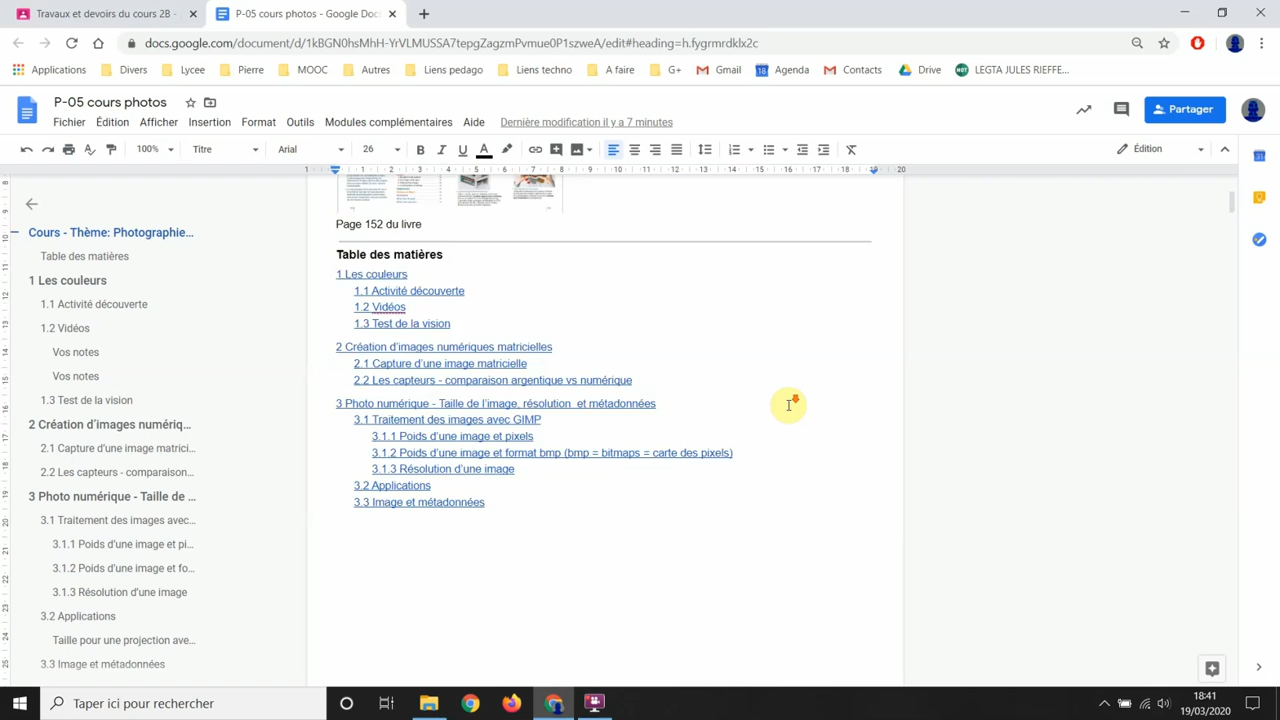 Travaux et devoirs du cours 2B -
P-05 cours photos - Google Docs
docs.google.com/document/d/1kBGN0hsMhH-YrVLMUSSA7tepgZagzmPvmue0P1szweA/edit#heading=h.fygrmrdklx2c
Applications Divers Lycee Pierre MOOC Autres Liens pedago Liens techno A faire G+ Gmail Agenda Contacts Drive LEGTA JULES RIEFFE...
P-05 cours photos
Fichier Édition Afficher Insertion Format Outils Modules complémentaires Aide Dernière modification il y a 7 minutes
Partager
100% Titre Arial 26 Édition
Page 152 du livre
Table des matières
1 Les couleurs
1.1 Activité découverte
1.2 Vidéos
1.3 Test de la vision
2 Création d'images numériques matricielles
2.1 Capture d'une image matricielle
2.2 Les capteurs - comparaison argentique vs numérique
3 Photo numérique - Taille de l'image, résolution et métadonnées
3.1 Traitement des images avec GIMP
3.1.1 Poids d'une image et pixels
3.1.2 Poids d'une image et format bmp (bmp = bitmaps = carte des pixels)
3.1.3 Résolution d'une image
3.2 Applications
3.3 Image et métadonnées
Cours - Thème: Photographie...
Table des matières
1 Les couleurs
1.1 Activité découverte
1.2 Vidéos
Vos notes
Vos notes
1.3 Test de la vision
2 Création d'images numériq...
2.1 Capture d'une image matrici...
2.2 Les capteurs - comparaison...
3 Photo numérique - Taille de ...
3.1 Traitement des images avec...
3.1.1 Poids d'une image et pi...
3.1.2 Poids d'une image et fo...
3.1.3 Résolution d'une image
3.2 Applications
Taille pour une projection ave...
3.3 Image et métadonnées
Taper ici pour rechercher
18:41
19/03/2020